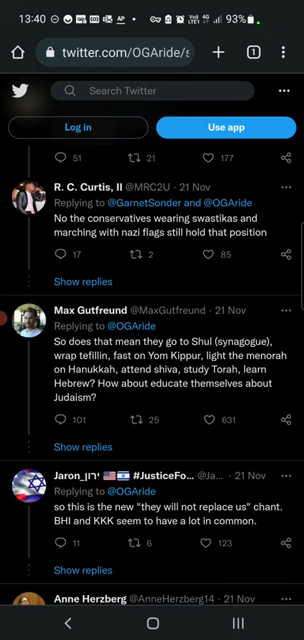 13:40
AP
Vo)) LTE1
4G
93%
twitter.com/OGAride/s
1
Search Twitter
Log in
Use app
51 21 177
R. C. Curtis, II @MRC2U · 21 Nov
Replying to @GarnetSonder and @OGAride
No the conservatives wearing swastikas and
marching with nazi flags still hold that position
17 2 85
Show replies
Max Gutfreund @MaxGutfreund · 21 Nov
Replying to @OGAride
So does that mean they go to Shul (synagogue),
wrap tefillin, fast on Yom Kippur, light the menorah
on Hanukkah, attend shiva, study Torah, learn
Hebrew? How about educate themselves about
Judaism?
101 25 631
Show replies
Jaron_ירון #JusticeFo... @Ja... · 21 Nov
Replying to @OGAride
so this is the new "they will not replace us" chant.
BHI and KKK seem to have a lot in common.
11 6 123
Show replies
Anne Herzberg @AnneHerzberg14 · 21 Nov